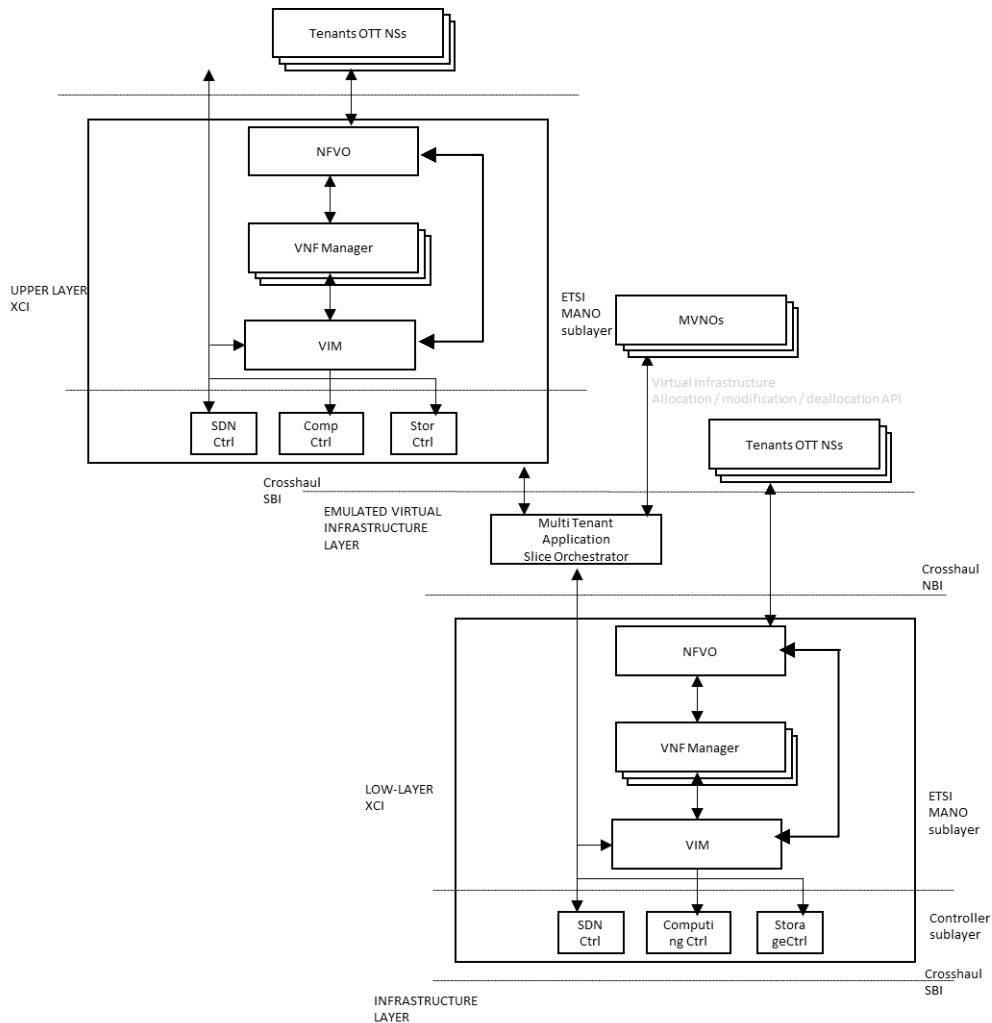 Tenants OTT NSs
NFVO
VNF Manager
UPPER LAYER
XCI
ETSI
MANO
sublayer
MVNOs
VIM
Virtual Infrastructure
Allocation / modification / deallocation API
SDN
Ctrl
Comp
Ctrl
Stor
Ctrl
Tenants OTT NSs
Crosshaul
SBI
EMULATED VIRTUAL
INFRASTRUCTURE
LAYER
Multi Tenant
Application
Slice Orchestrator
Crosshaul
NBI
NFVO
VNF Manager
LOW-LAYER
XCI
ETSI
MANO
sublayer
VIM
SDN
Ctrl
Computi
ng Ctrl
Stora
geCtrl
Controller
sublayer
Crosshaul
SBI
INFRASTRUCTURE
LAYER